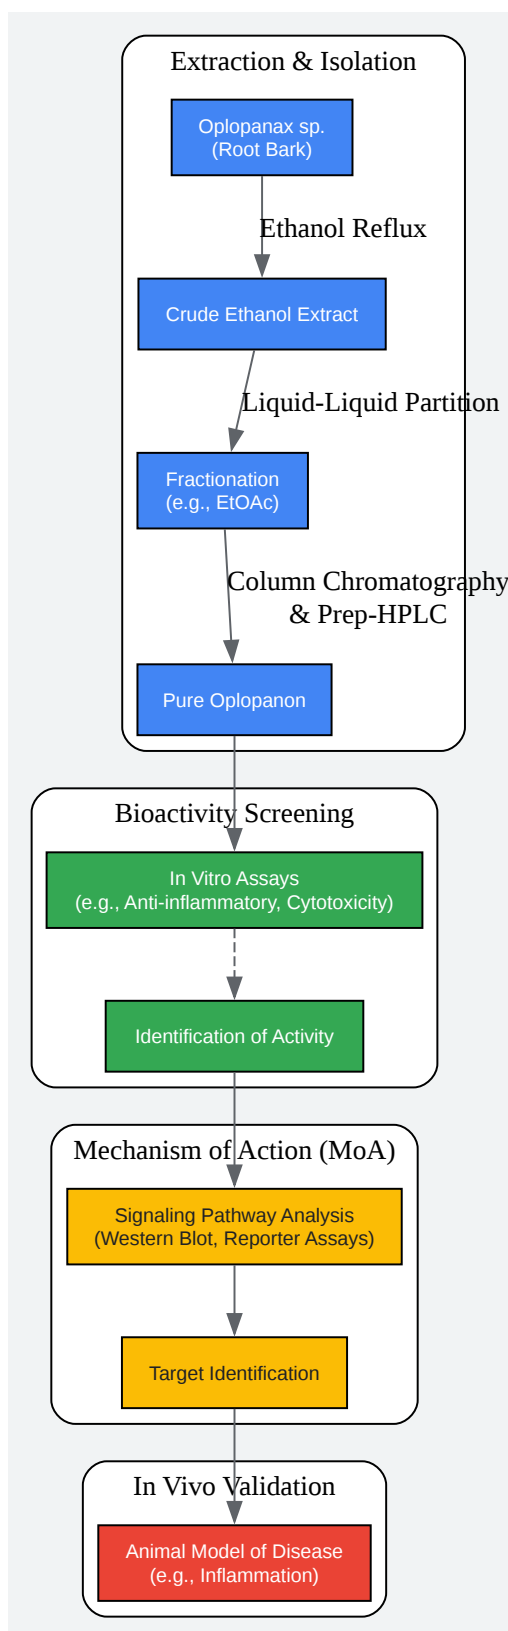 Extraction & Isolation
Oplopanax sp.
(Root Bark)
Ethanol Reflux
Crude Ethanol Extract
Liquid-Liquid Partition
Fractionation
(e.g., EtOAc)
Column Chromatography
& Prep-HPLC
Pure Oplopanon
Bioactivity Screening
In Vitro Assays
(e.g., Anti-inflammatory, Cytotoxicity)
Identification of Activity
Mechanism of Action (MoA)
Signaling Pathway Analysis
(Western Blot, Reporter Assays)
Target Identification
In Vivo Validation
Animal Model of Disease
(e.g., Inflammation)